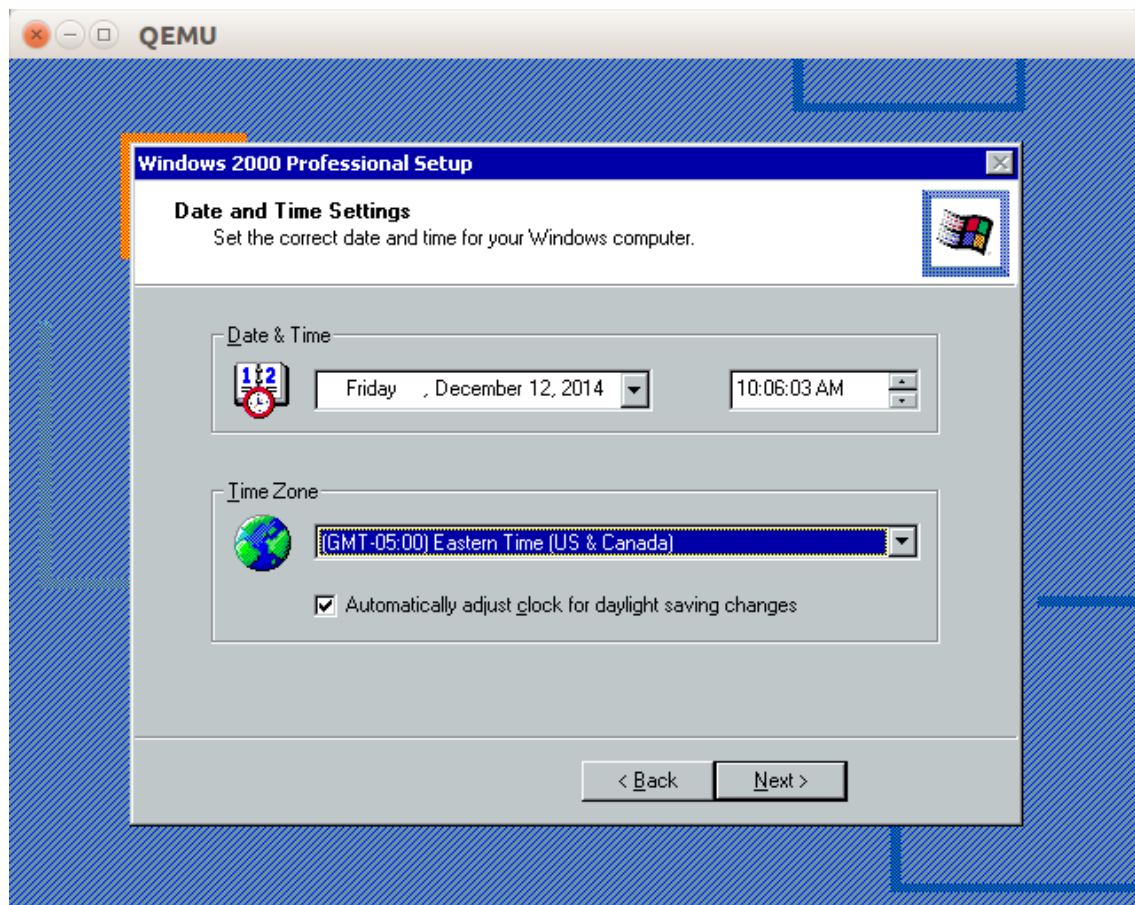 QEMU
Windows 2000 Professional Setup
Date and Time Settings
Set the correct date and time for your Windows computer.
Date & Time
12
Friday , December 12, 2014
10:06:03 AM
Time Zone
(GMT-05:00) Eastern Time (US & Canada)
Automatically adjust clock for daylight saving changes
< Back
Next >